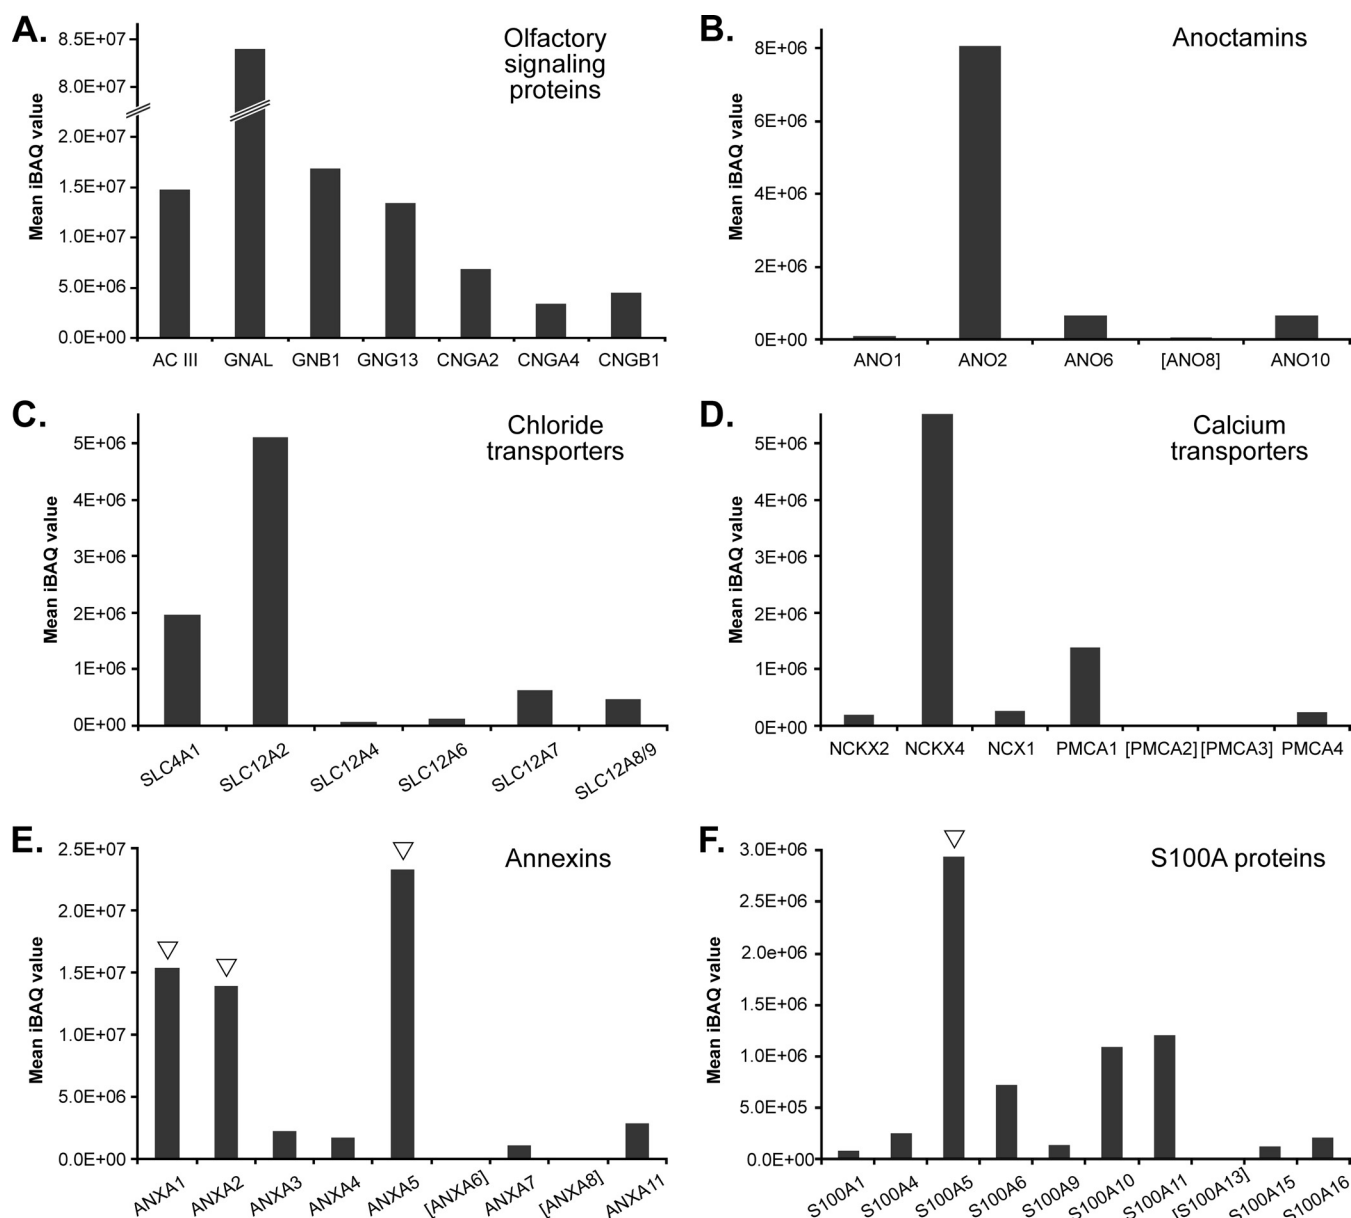 A.
Olfactory
signaling
proteins
Mean iBAQ value
8.5E+07
8.0E+07
2.0E+07
1.5E+07
1.0E+07
5.0E+06
0.0E+00
AC III GNAL GNB1 GNG13 CNGA2 CNGA4 CNGB1
B.
Anoctamins
Mean iBAQ value
8E+06
6E+06
4E+06
2E+06
0E+00
ANO1 ANO2 ANO6 [ANO8] ANO10
C.
Chloride
transporters
Mean iBAQ value
5E+06
4E+06
3E+06
2E+06
1E+06
0E+00
SLC4A1 SLC12A2 SLC12A4 SLC12A6 SLC12A7 SLC12A8/9
D.
Calcium
transporters
Mean iBAQ value
5E+06
4E+06
3E+06
2E+06
1E+06
0E+00
NCKX2 NCKX4 NCX1 PMCA1 [PMCA2] [PMCA3] PMCA4
E.
Annexins
Mean iBAQ value
2.5E+07
2.0E+07
1.5E+07
1.0E+07
5.0E+06
0.0E+00
ANXA1 ANXA2 ANXA3 ANXA4 ANXA5 [ANXA6] ANXA7 [ANXA8] ANXA11
F.
S100A proteins
Mean iBAQ value
3.0E+06
2.5E+06
2.0e+06
1.5E+06
1.0E+06
5.0E+05
0.0E+00
S100A1 S100A4 S100A5 S100A6 S100A9 S100A10 S100A11 [S100A13] S100A15 S100A16